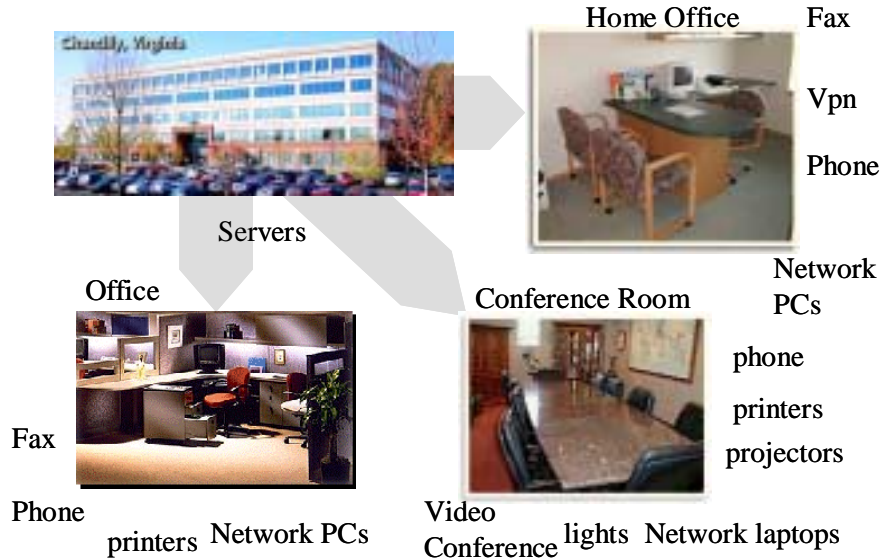 Home Office
Fax
Chantilly, Virginia
Vpn
Phone
Servers
Network
PCs
Office
Conference Room
phone
printers
projectors
Fax
Phone
printers
Network PCs
Video
Conference
lights
Network laptops